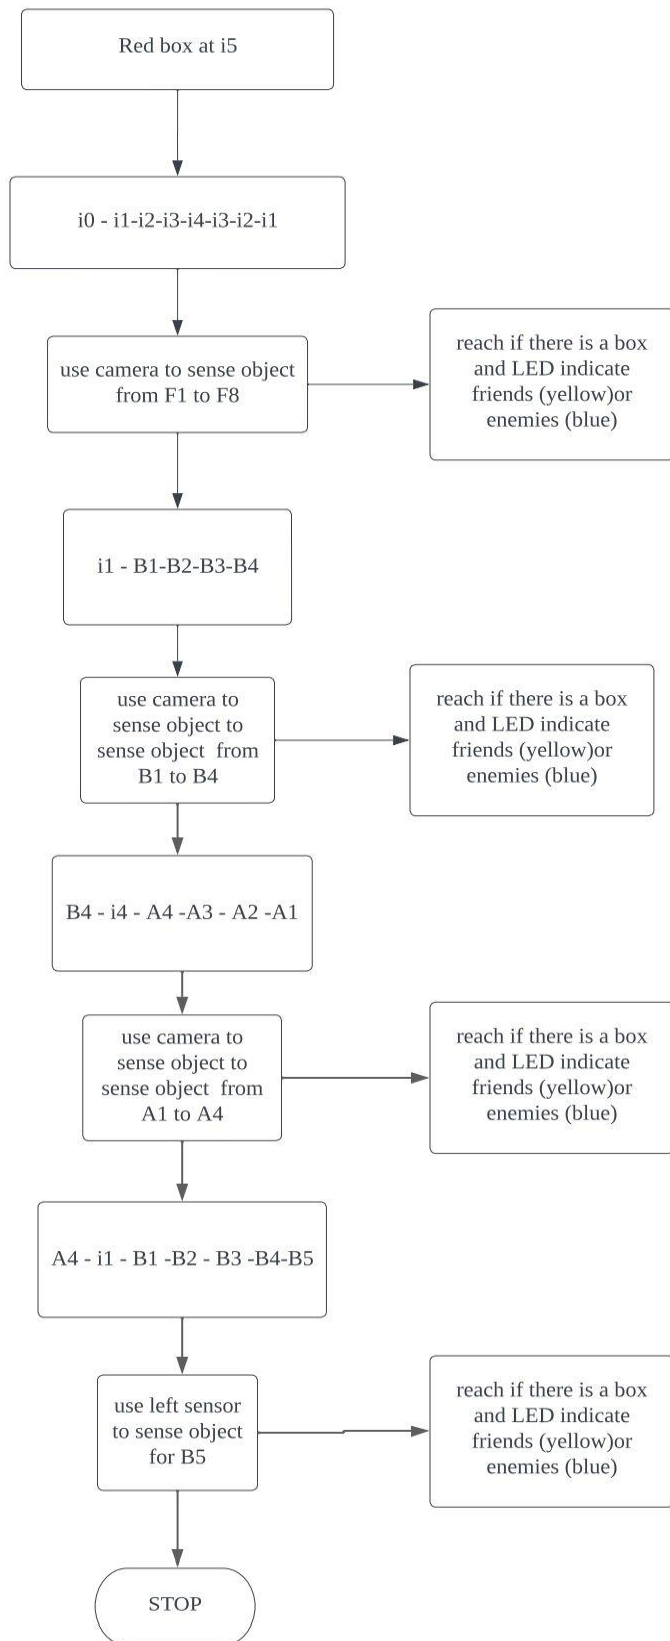 Red box at i5
i0 - i1-i2-i3-i4-i3-i2-i1
use camera to sense object
from F1 to F8
reach if there is a box
and LED indicate
friends (yellow)or
enemies (blue)
i1 - B1-B2-B3-B4
use camera to
sense object to
sense object  from
B1 to B4
reach if there is a box
and LED indicate
friends (yellow)or
enemies (blue)
B4 - i4 - A4 -A3 - A2 -A1
use camera to
sense object to
sense object  from
A1 to A4
reach if there is a box
and LED indicate
friends (yellow)or
enemies (blue)
A4 - i1 - B1 -B2 - B3 -B4-B5
use left sensor
to sense object
for B5
reach if there is a box
and LED indicate
friends (yellow)or
enemies (blue)
STOP